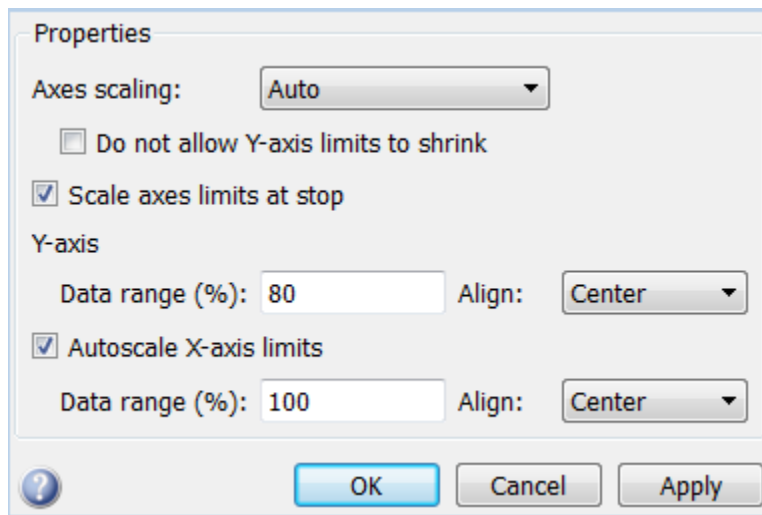 Properties
Axes scaling: Auto
Do not allow Y-axis limits to shrink
Scale axes limits at stop
Y-axis
Data range (%): 80 Align: Center
Autoscale X-axis limits
Data range (%): 100 Align: Center
? OK Cancel Apply